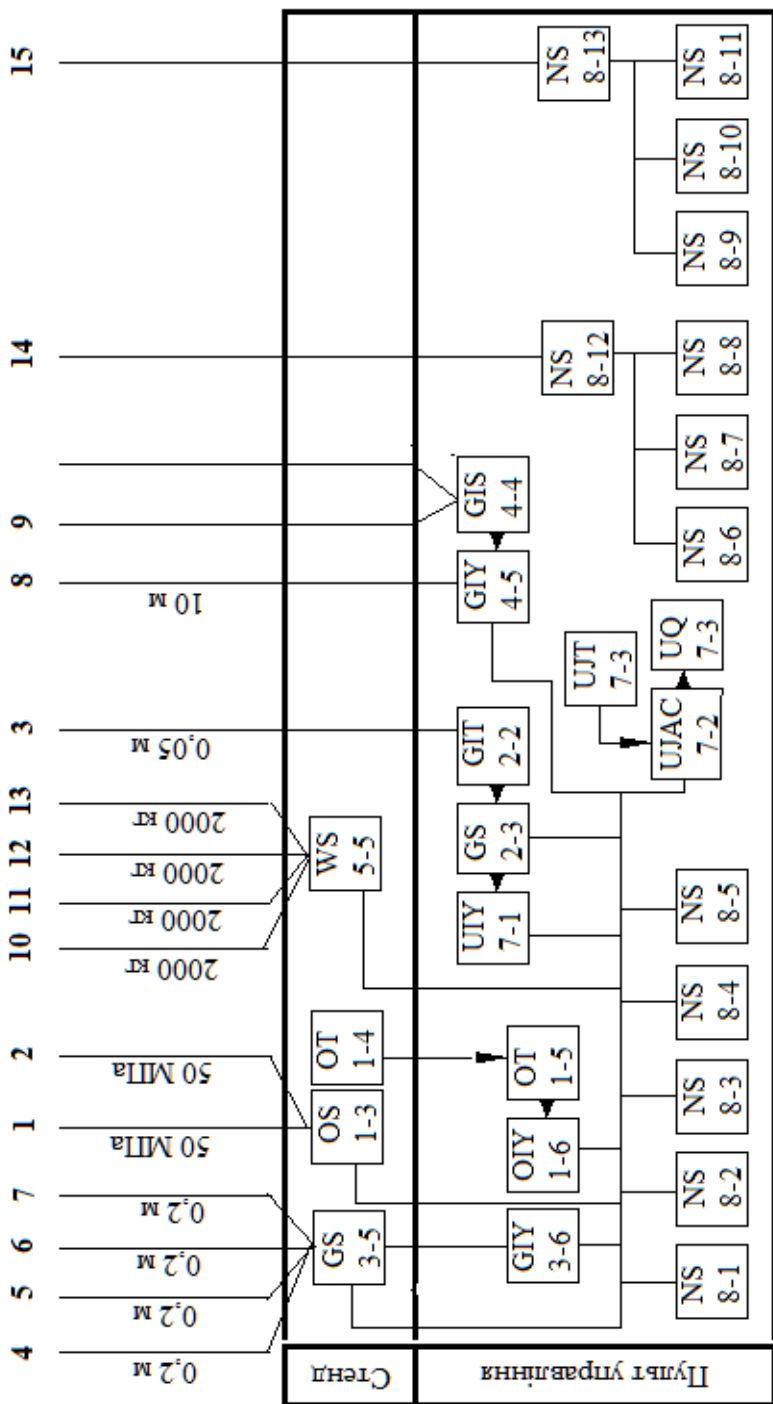 4
5
6
7
1
2
10
11
12
13
3
8
9
14
15
0,2 м
0,2 м
0,2 м
0,2 м
50 МПа
50 МПа
2000 кг
2000 кг
2000 кг
2000 кг
0,05 м
10 м
Стенд
GS
3-5
OS
1-3
OT
1-4
WS
5-5
Пульт управління
GIY
3-6
OIY
1-6
OT
1-5
UIY
7-1
GS
2-3
GIT
2-2
GIY
4-5
GIS
4-4
NS
8-12
NS
8-13
UJT
7-3
UJAC
7-2
UQ
7-3
NS
8-1
NS
8-2
NS
8-3
NS
8-4
NS
8-5
NS
8-6
NS
8-7
NS
8-8
NS
8-9
NS
8-10
NS
8-11